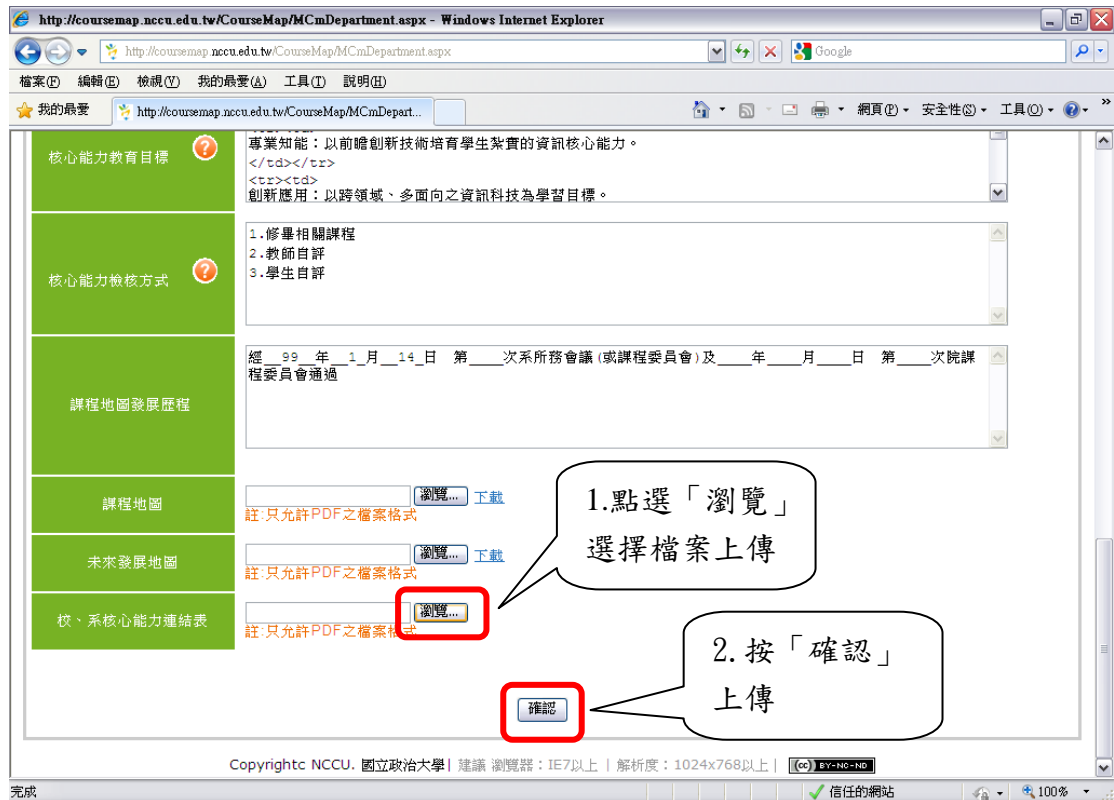 http://coursemap.nccu.edu.tw/CourseMap/MCmDepartment.aspx - Windows Internet Explorer
http://coursemap.nccu.edu.tw/CourseMap/MCmDepartment.aspx
Google
檔案(F) 編輯(E) 檢視(V) 我的最愛(A) 工具(T) 說明(H)
我的最愛
http://coursemap.nccu.edu.tw/CourseMap/MCmDepart...
網頁(P) 安全性(S) 工具(O) »
核心能力教育目標 ?
專業知能：以前瞻創新技術培育學生紮實的資訊核心能力。
</td></tr>
<tr><td>
創新應用：以跨領域、多面向之資訊科技為學習目標。
核心能力檢核方式 ?
1.修畢相關課程
2.教師自評
3.學生自評
課程地圖發展歷程
經__99__年__1_月__14_日 第____次系所務會議(或課程委員會)及____年____月____日 第____次院課
程委員會通過
課程地圖
瀏覽... 下載
註:只允許PDF之檔案格式
未來發展地圖
瀏覽... 下載
註:只允許PDF之檔案格式
校、系核心能力連結表
瀏覽...
註:只允許PDF之檔案格式
1.點選「瀏覽」
選擇檔案上傳
2.按「確認」
上傳
確認
Copyrightc NCCU. 國立政治大學| 建議 瀏覽器：IE7以上 | 解析度：1024x768以上 | (cc) BY-NC-ND
完成
信任的網站
100%